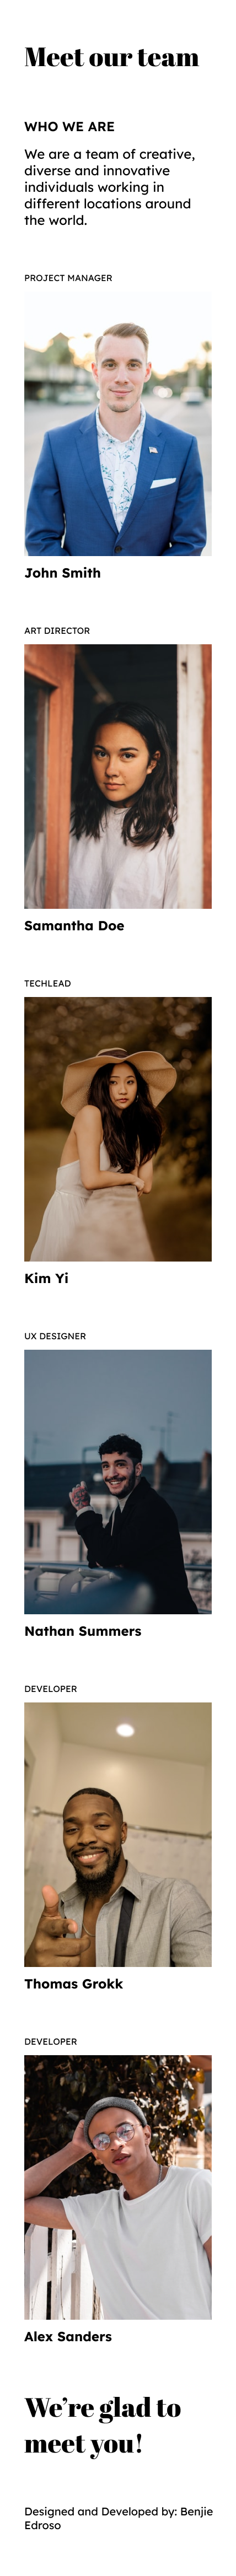 Meet our team
WHO WE ARE
We are a team of creative,
diverse and innovative
individuals working in
different locations around
the world.
PROJECT MANAGER
John Smith
ART DIRECTOR
Samantha Doe
TECHLEAD
Kim Yi
UX DESIGNER
Nathan Summers
DEVELOPER
Thomas Grokk
DEVELOPER
Alex Sanders
We’re glad to
meet you!
Designed and Developed by: Benjie
Edroso